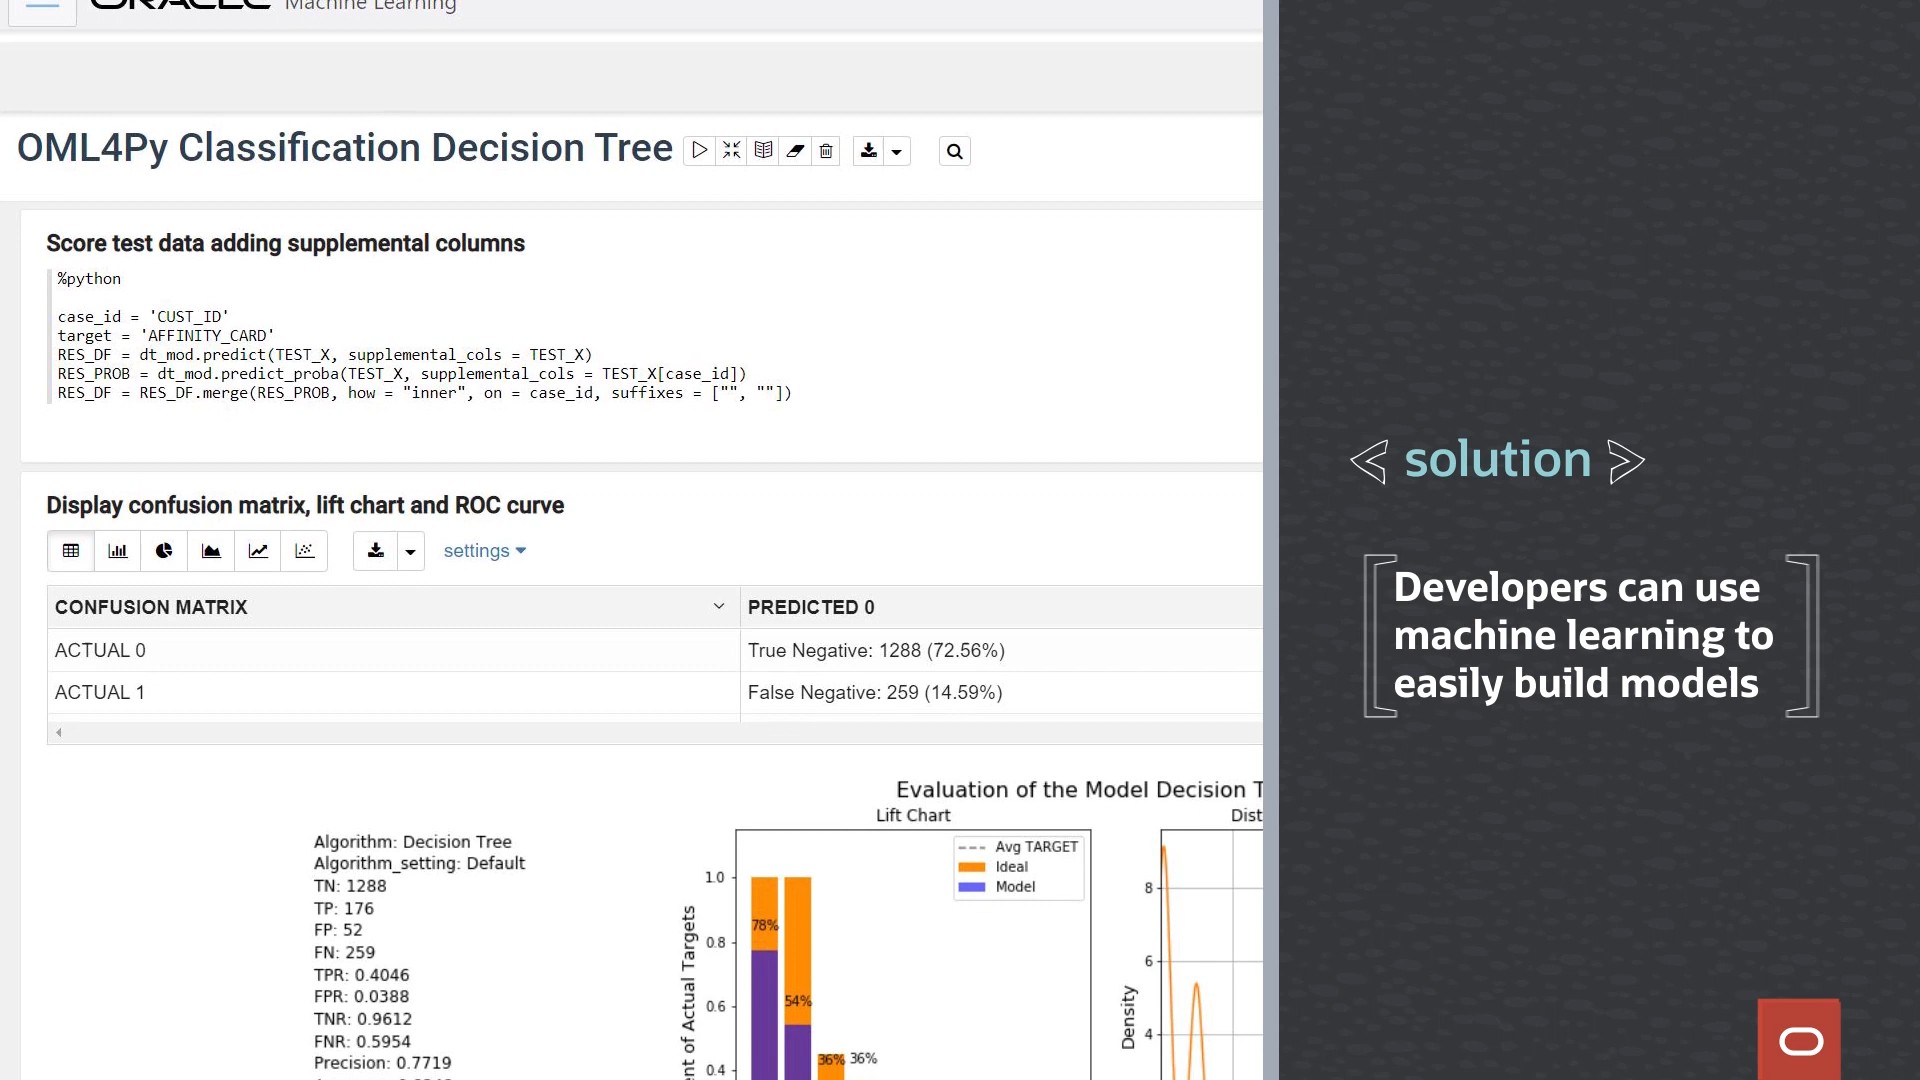 ORACLE Machine Learning
OML4Py Classification Decision Tree
Score test data adding supplemental columns
%python
case_id = 'CUST_ID'
target = 'AFFINITY_CARD'
RES_DF = dt_mod.predict(TEST_X, supplemental_cols = TEST_X)
RES_PROB = dt_mod.predict_proba(TEST_X, supplemental_cols = TEST_X[case_id])
RES_DF = RES_DF.merge(RES_PROB, how = "inner", on = case_id, suffixes = ["", ""])
Display confusion matrix, lift chart and ROC curve
settings
CONFUSION MATRIX PREDICTED 0
ACTUAL 0 True Negative: 1288 (72.56%)
ACTUAL 1 False Negative: 259 (14.59%)
Evaluation of the Model Decision T
Lift Chart
Dist
Algorithm: Decision Tree
Algorithm_setting: Default
TN: 1288
TP: 176
FP: 52
FN: 259
TPR: 0.4046
FPR: 0.0388
TNR: 0.9612
FNR: 0.5954
Precision: 0.7719
Avg TARGET
Ideal
Model
1.0
0.8
0.6
0.4
nt of Actual Targets
78%
54%
36% 36%
8
6
4
Density
< solution >
Developers can use
machine learning to
easily build models